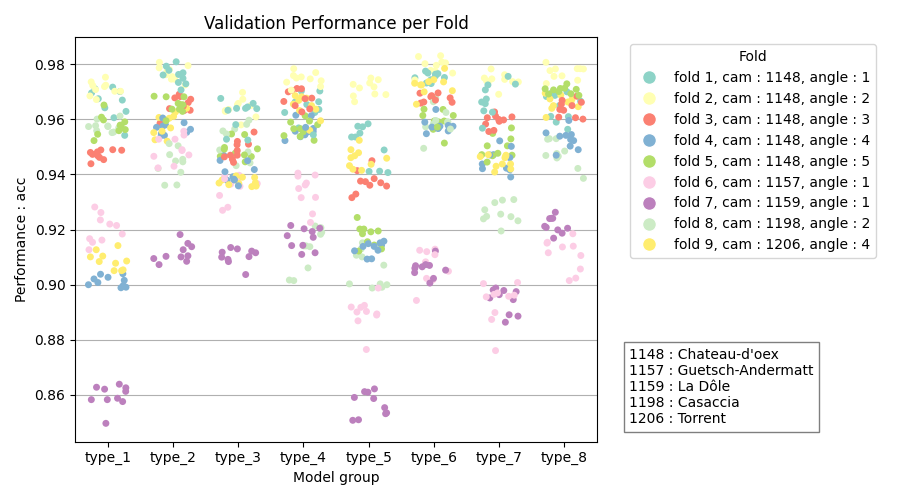 Validation Performance per Fold
0.98
0.96
0.94
0.92
0.90
0.88
0.86
Performance : acc
type_1 type_2 type_3 type_4 type_5 type_6 type_7 type_8
Model group
Fold
fold 1, cam : 1148, angle : 1
fold 2, cam : 1148, angle : 2
fold 3, cam : 1148, angle : 3
fold 4, cam : 1148, angle : 4
fold 5, cam : 1148, angle : 5
fold 6, cam : 1157, angle : 1
fold 7, cam : 1159, angle : 1
fold 8, cam : 1198, angle : 2
fold 9, cam : 1206, angle : 4
1148 : Chateau-d'oex
1157 : Guetsch-Andermatt
1159 : La Dôle
1198 : Casaccia
1206 : Torrent